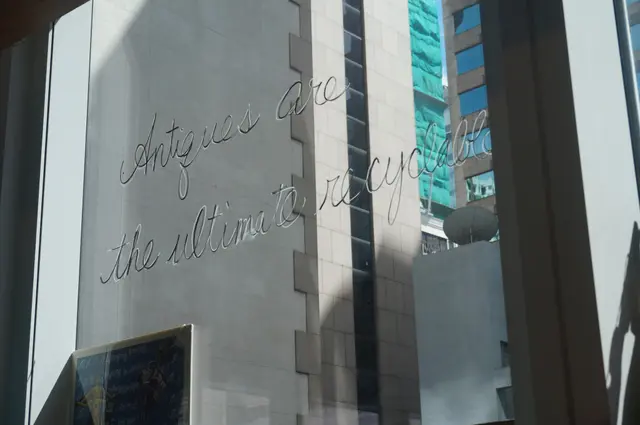 Antiques are
the ultimate recyclable